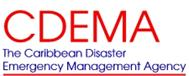 CDEMA
The Caribbean Disaster
Emergency Management Agency